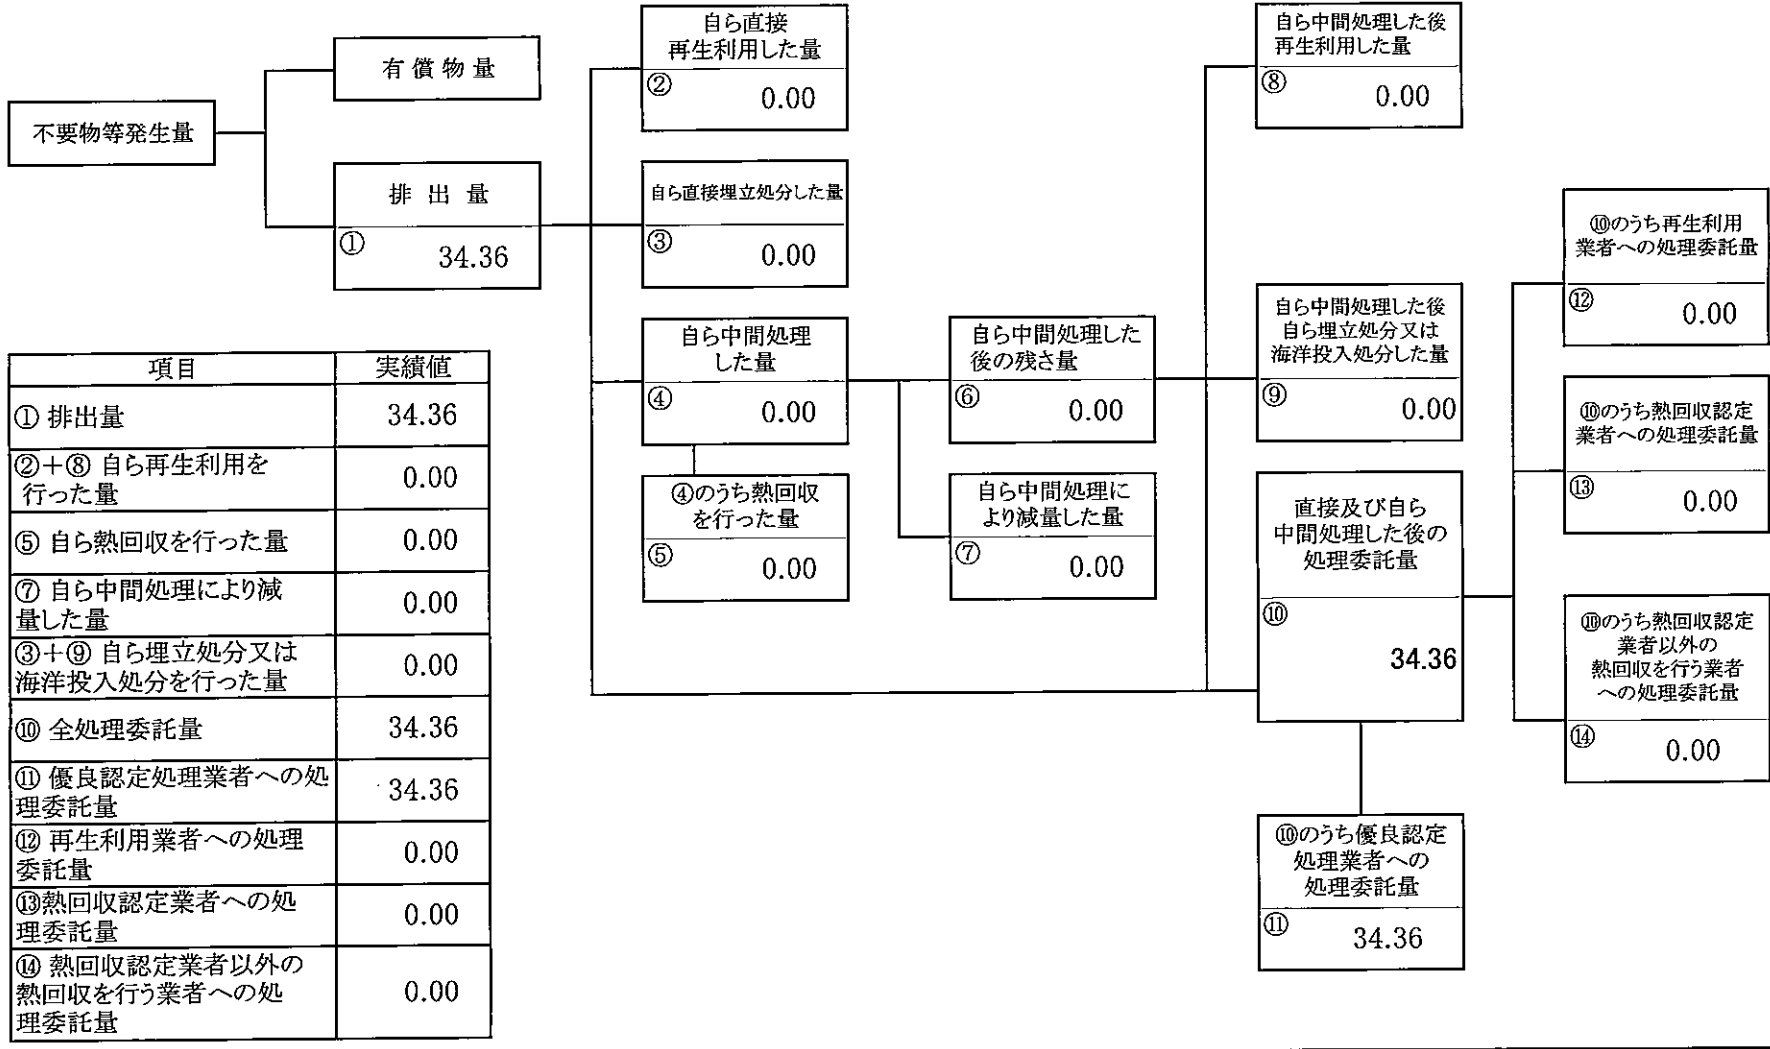 不要物等発生量
有償物量
排出量
①
34.36
自ら直接
再生利用した量
②
0.00
自ら直接埋立処分した量
③
0.00
自ら中間処理
した量
④
0.00
④のうち熱回収
を行った量
⑤
0.00
自ら中間処理した
後の残さ量
⑥
0.00
自ら中間処理に
より減量した量
⑦
0.00
自ら中間処理した後
再生利用した量
⑧
0.00
自ら中間処理した後
自ら埋立処分又は
海洋投入処分した量
⑨
0.00
直接及び自ら
中間処理した後の
処理委託量
⑩
34.36
⑩のうち優良認定
処理業者への
処理委託量
⑪
34.36
⑩のうち再生利用
業者への処理委託量
⑫
0.00
⑩のうち熱回収認定
業者への処理委託量
⑬
0.00
⑩のうち熱回収認定
業者以外の
熱回収を行う業者
への処理委託量
⑭
0.00
項目 実績値
① 排出量 34.36
②+⑧ 自ら再生利用を
行った量 0.00
⑤ 自ら熱回収を行った量 0.00
⑦ 自ら中間処理により減
量した量 0.00
③+⑨ 自ら埋立処分又は
海洋投入処分を行った量 0.00
⑩ 全処理委託量 34.36
⑪ 優良認定処理業者への処
理委託量 34.36
⑫ 再生利用業者への処理
委託量 0.00
⑬熱回収認定業者への処
理委託量 0.00
⑭ 熱回収認定業者以外の
熱回収を行う業者への処
理委託量 0.00